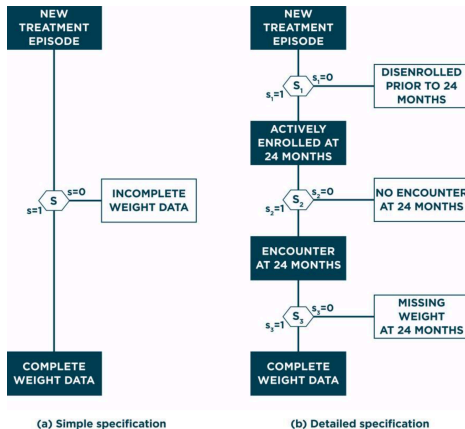 NEW
TREATMENT
EPISODE
S
s=0
s=1
INCOMPLETE
WEIGHT DATA
COMPLETE
WEIGHT DATA
(a) Simple specification
NEW
TREATMENT
EPISODE
S₁
s₁=0
s₁=1
DISENROLLED
PRIOR TO 24
MONTHS
ACTIVELY
ENROLLED AT
24 MONTHS
S₂
s₂=0
s₂=1
NO ENCOUNTER
AT 24 MONTHS
ENCOUNTER
AT 24 MONTHS
S₃
s₃=0
s₃=1
MISSING
WEIGHT
AT 24 MONTHS
COMPLETE
WEIGHT DATA
(b) Detailed specification